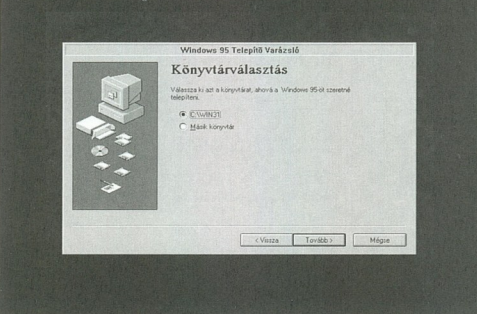 Windows 95 Telepítő Varázsló
Könyvtárválasztás
Válassza ki azt a könyvtárat, ahová a Windows 95-öt szeretné
telepíteni.
C:\WIN31
Másik könyvtár
< Vissza
Tovább >
Mégse